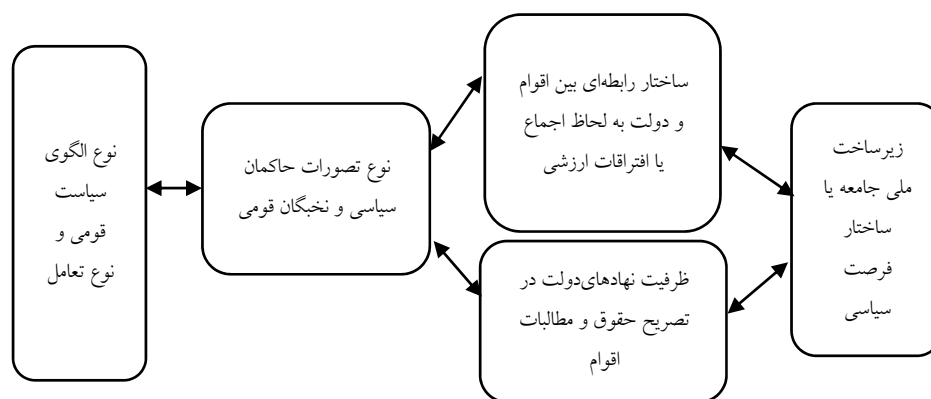 زیرساخت
ملی جامعه یا
ساختار
فرصت
سیاسی
ساختار رابطه‌ای بین اقوام
و دولت به لحاظ اجماع
یا افتراقات ارزشی
ظرفیت نهادهای‌دولت در
تصریح حقوق و مطالبات
اقوام
نوع تصورات حاکمان
سیاسی و نخبگان قومی
نوع الگوی
سیاست
قومی و
نوع تعامل